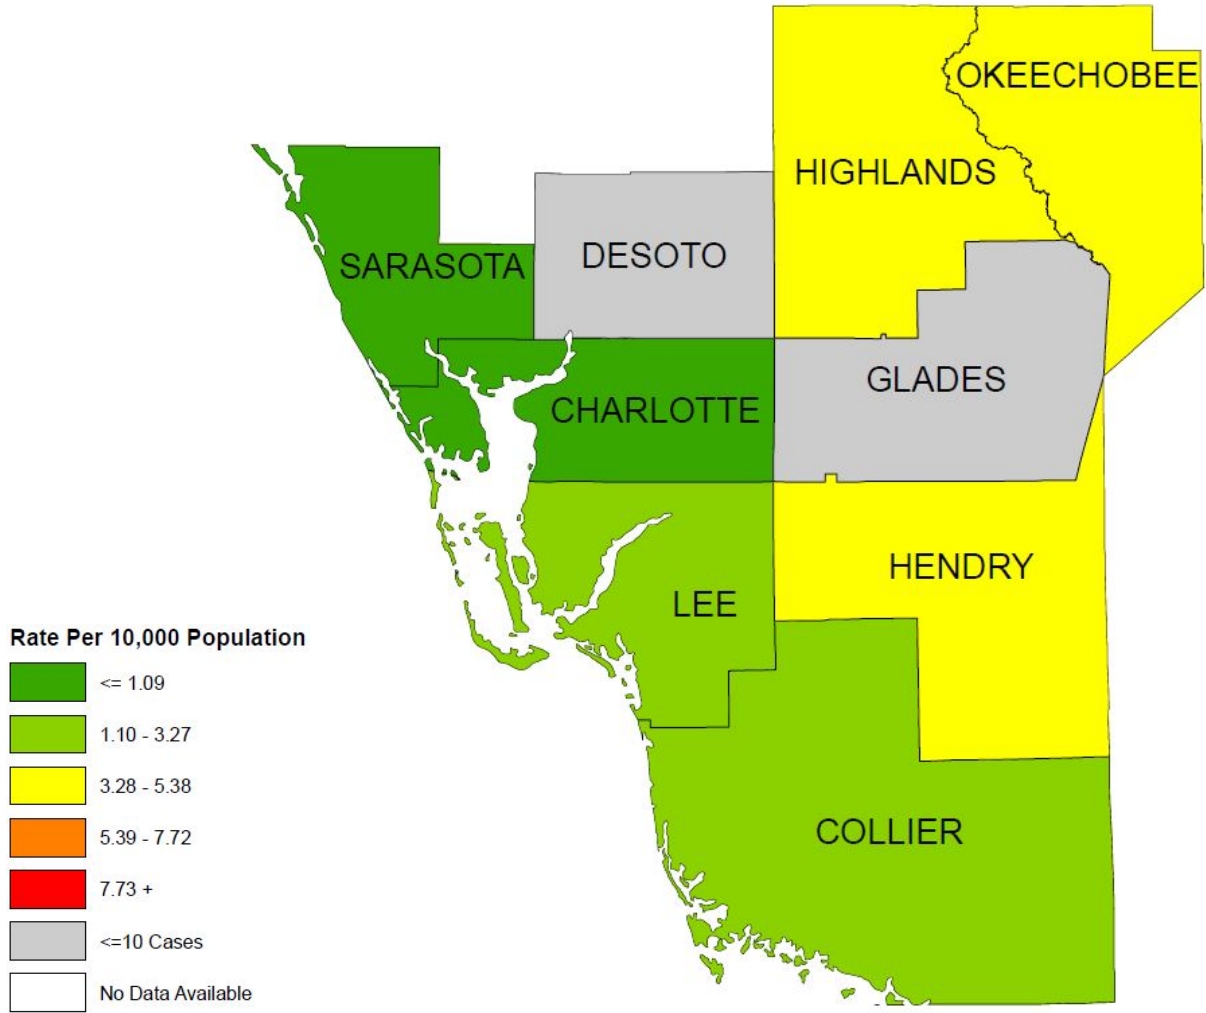 OKEECHOBEE
HIGHLANDS
SARASOTA
DESOTO
GLADES
CHARLOTTE
HENDRY
LEE
COLLIER
Rate Per 10,000 Population
<= 1.09
1.10 - 3.27
3.28 - 5.38
5.39 - 7.72
7.73 +
<=10 Cases
No Data Available